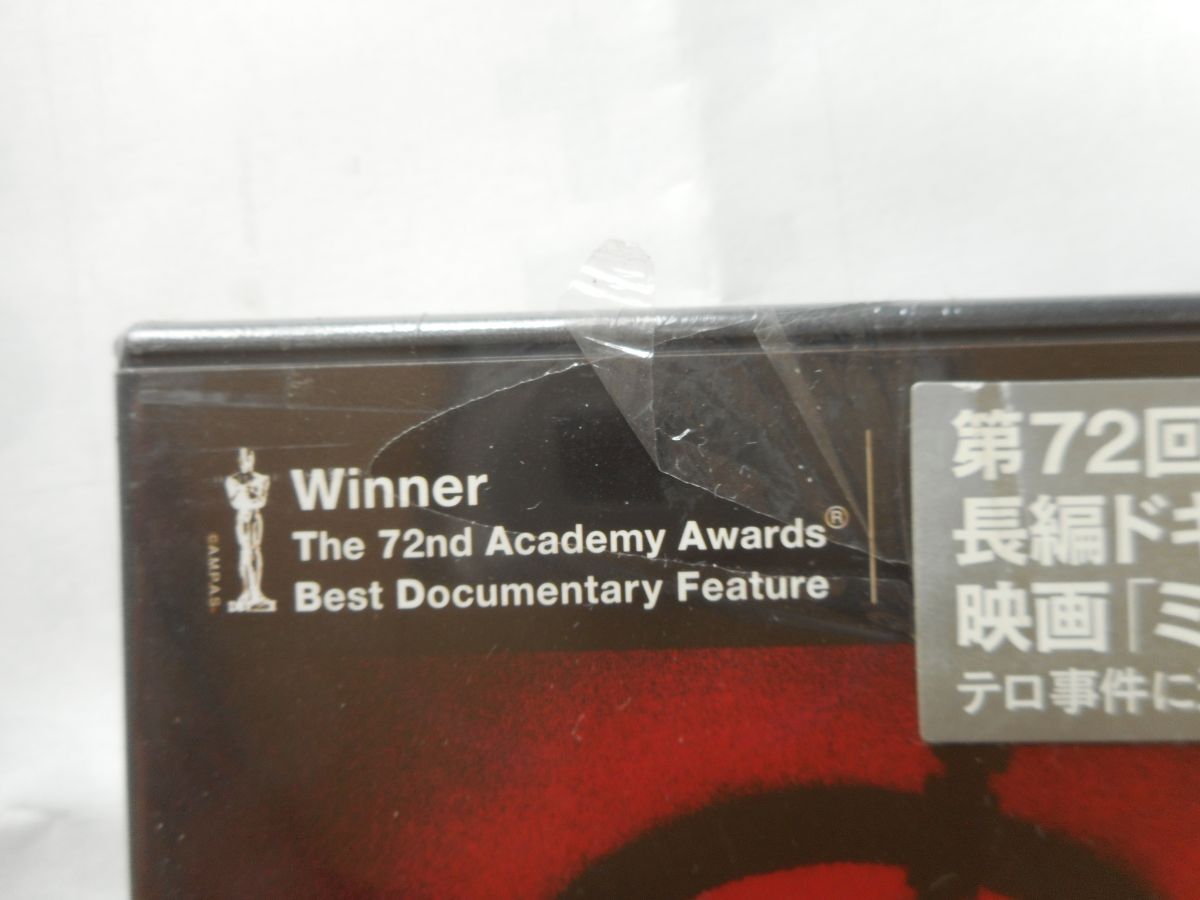 Winner
The 72nd Academy Awards®
Best Documentary Feature
©AMPAS®
第72回
長編ドキ
映画「ミ
テロ事件に